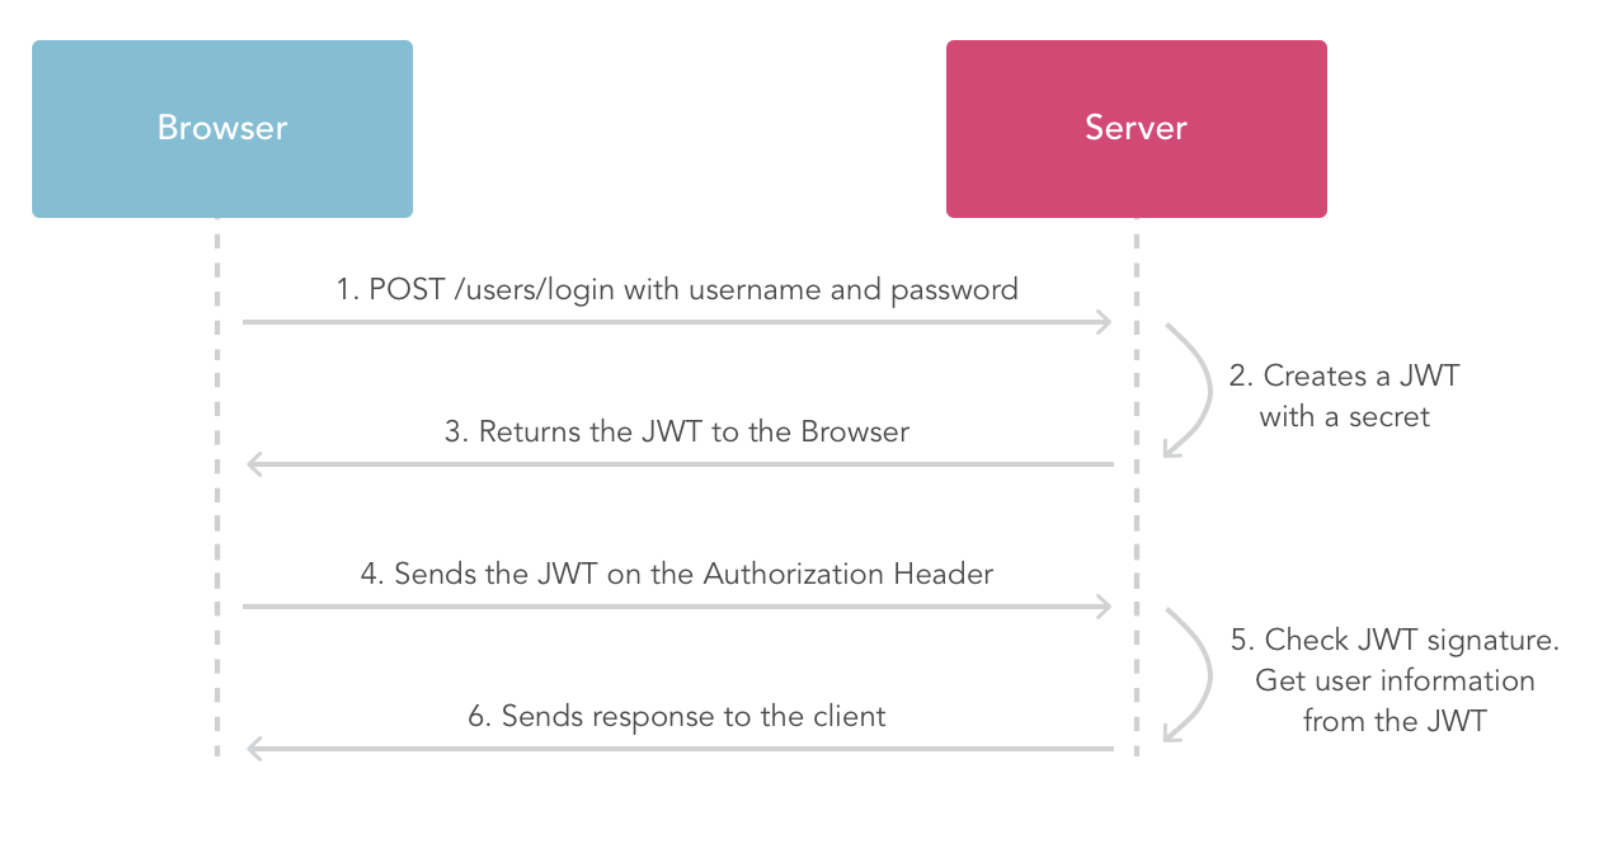 Browser
Server
1. POST /users/login with username and password
2. Creates a JWT
with a secret
3. Returns the JWT to the Browser
4. Sends the JWT on the Authorization Header
5. Check JWT signature.
Get user information
from the JWT
6. Sends response to the client